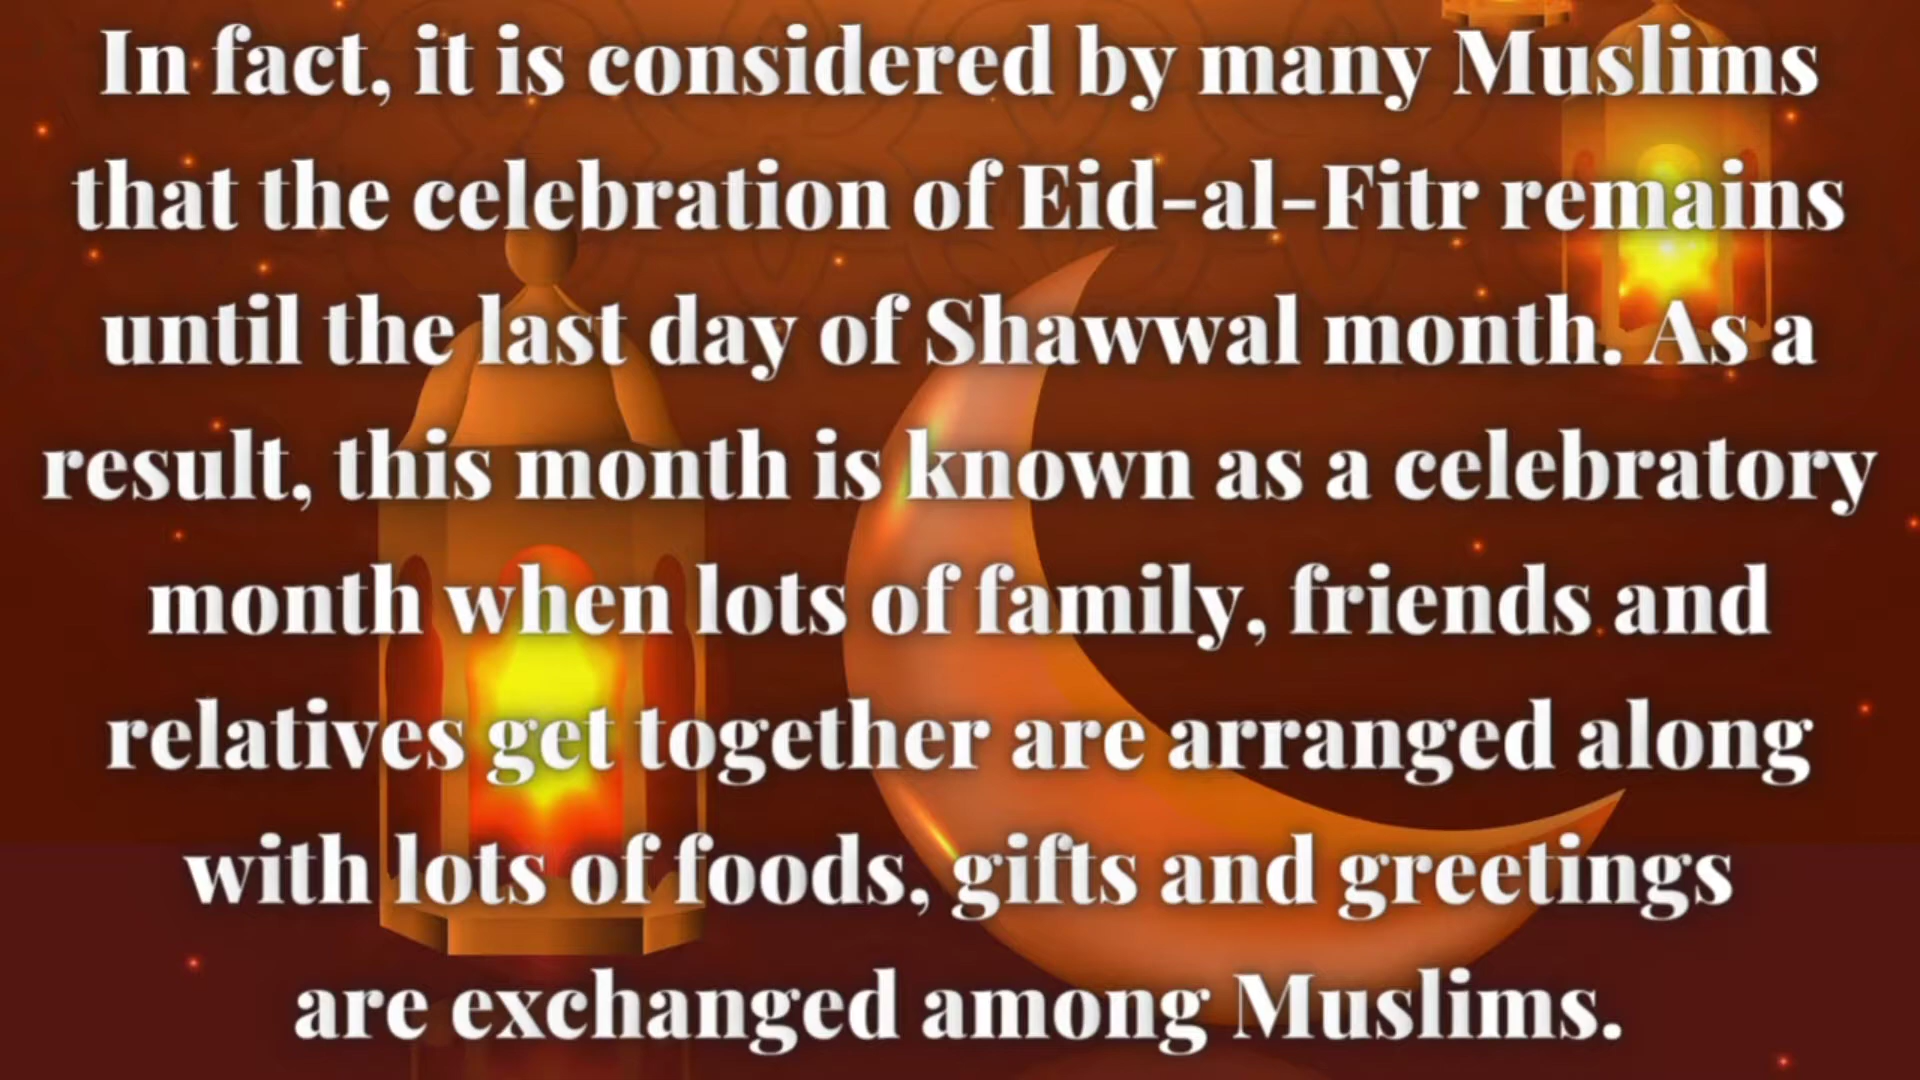 In fact, it is considered by many Muslims
that the celebration of Eid-al-Fitr remains
until the last day of Shawwal month. As a
result, this month is known as a celebratory
month when lots of family, friends and
relatives get together are arranged along
with lots of foods, gifts and greetings
are exchanged among Muslims.